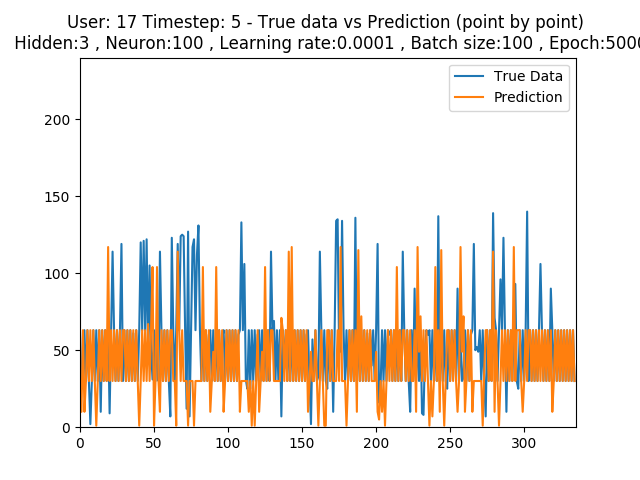 User: 17 Timestep: 5 - True data vs Prediction (point by point)
Hidden:3 , Neuron:100 , Learning rate:0.0001 , Batch size:100 , Epoch:5000
True Data
Prediction
200
150
100
50
0
0 50 100 150 200 250 300